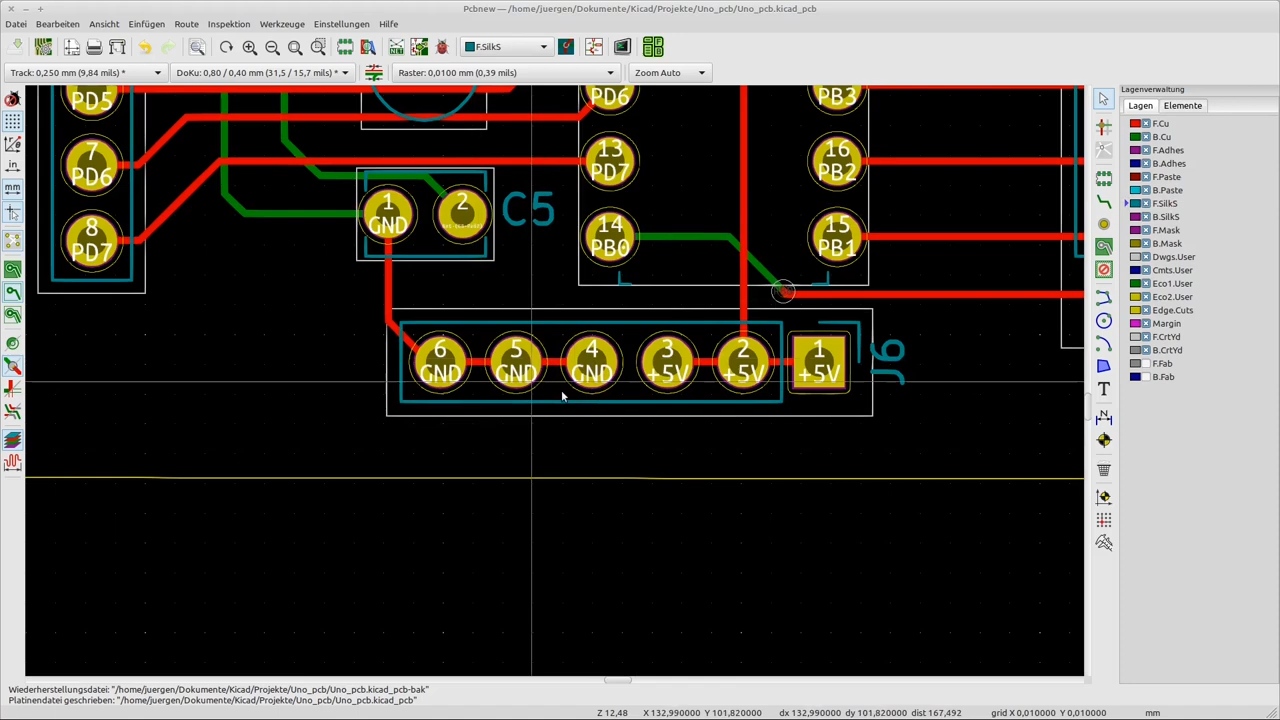 Pcbnew — /home/juergen/Dokumente/Kicad/Projekte/Uno_pcb/Uno_pcb.kicad_pcb
Datei Bearbeiten Ansicht Einfügen Route Inspektion Werkzeuge Einstellungen Hilfe
F.SilkS
Track: 0,250 mm (9,84 mils) *
DoKu: 0,80 / 0,40 mm (31,5 / 15,7 mils) *
Raster: 0,0100 mm (0,39 mils)
Zoom Auto
Lagenverwaltung
Lagen Elemente
F.Cu
B.Cu
F.Adhes
B.Adhes
F.Paste
B.Paste
F.SilkS
B.SilkS
F.Mask
B.Mask
Dwgs.User
Cmts.User
Eco1.User
Eco2.User
Edge.Cuts
Margin
F.CrtYd
B.CrtYd
F.Fab
B.Fab
in
mm
PD5
7
PD6
8
PD7
1
GND
2
C5
PD6
13
PD7
14
PB0
PB3
16
PB2
15
PB1
6
GND
5
GND
4
GND
3
+5V
2
+5V
1
+5V
J6
Wiederherstellungsdatei: "/home/juergen/Dokumente/Kicad/Projekte/Uno_pcb/Uno_pcb.kicad_pcb-bak"
Platinendatei geschrieben: "/home/juergen/Dokumente/Kicad/Projekte/Uno_pcb/Uno_pcb.kicad_pcb"
Z 12,48 X 132,990000 Y 101,820000 dx 132,990000 dy 101,820000 dist 167,492 grid X 0,010000 Y 0,010000 mm